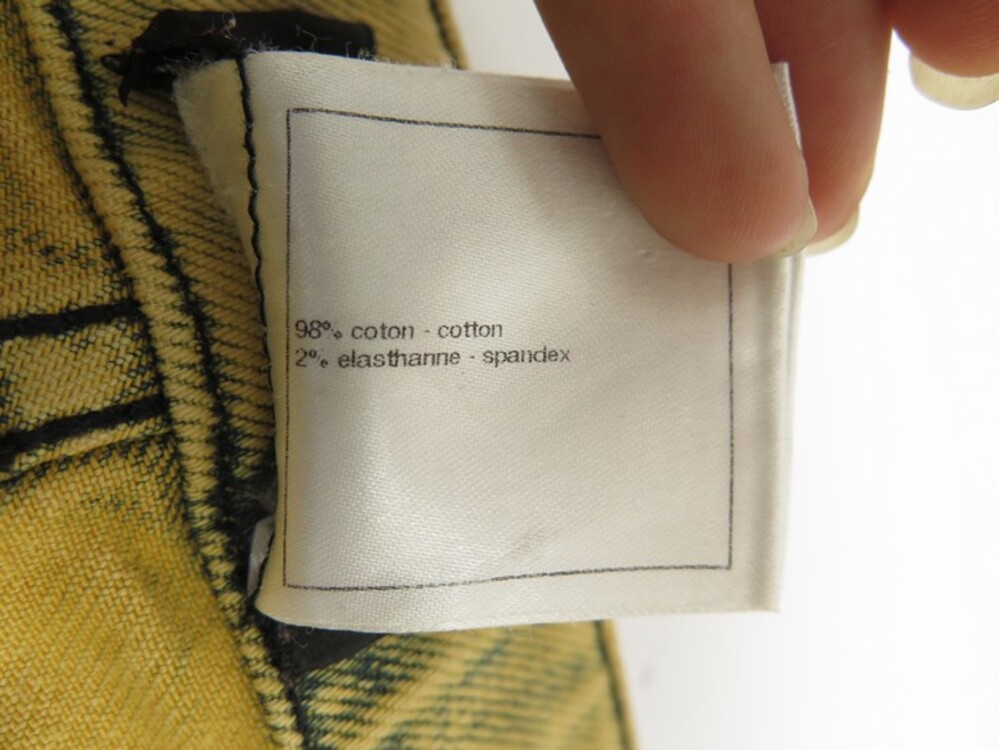 98% coton - cotton
2% elasthanne - spandex